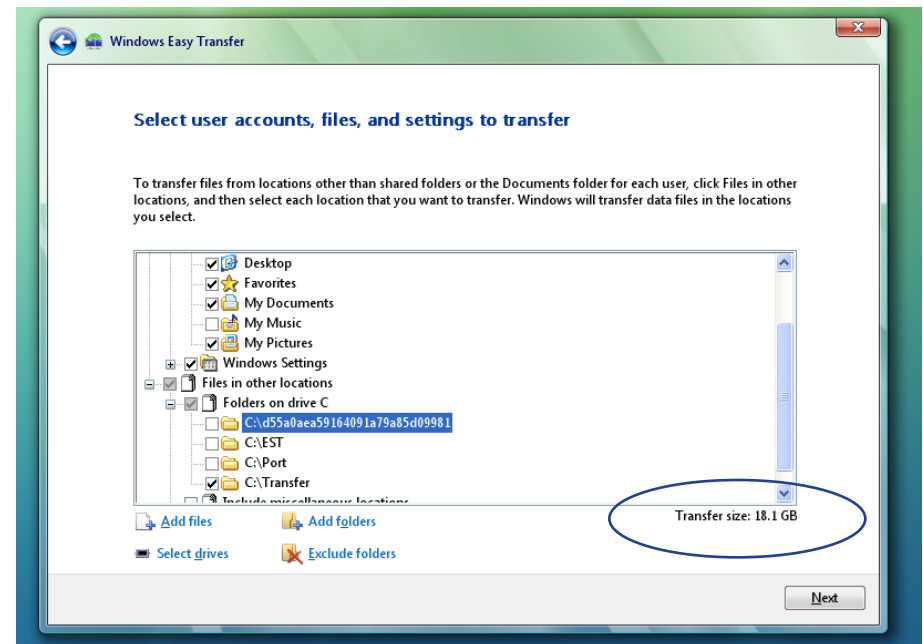 Windows Easy Transfer
Select user accounts, files, and settings to transfer
To transfer files from locations other than shared folders or the Documents folder for each user, click Files in other
locations, and then select each location that you want to transfer. Windows will transfer data files in the locations
you select.
Desktop
Favorites
My Documents
My Music
My Pictures
Windows Settings
Files in other locations
Folders on drive C
C:\d55a0aea59164091a79a85d09981
C:\EST
C:\Port
C:\Transfer
Include miscellaneous locations
Transfer size: 18.1 GB
Add files
Add folders
Select drives
Exclude folders
Next